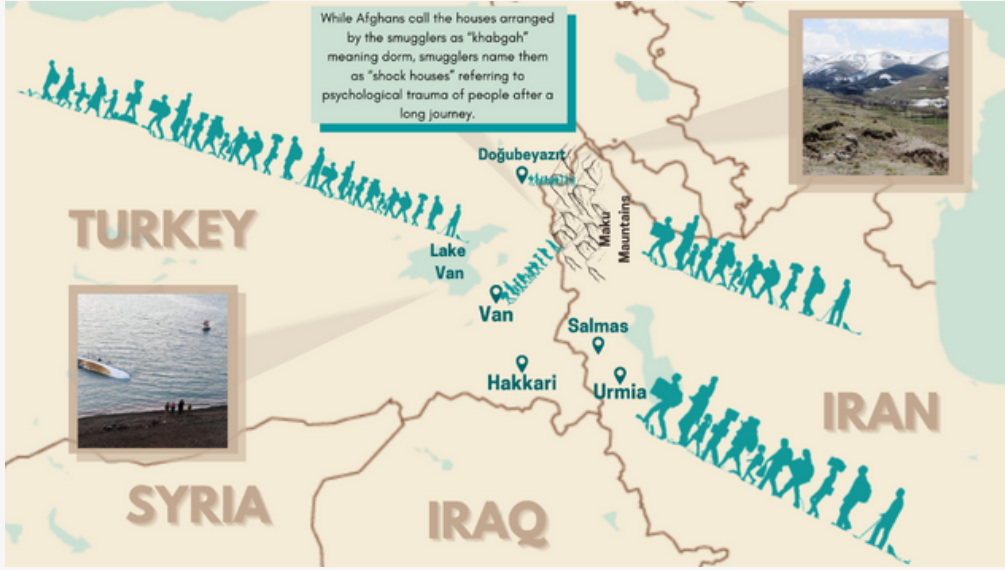 While Afghans call the houses arranged
by the smugglers as "khabgah"
meaning dorm, smugglers name them
as "shock houses" referring to
psychological trauma of people after a
long journey.
Doğubeyazıt
TURKEY
Maku
Mauntains
Lake
Van
Van
Salmas
Hakkari
Urmia
IRAN
SYRIA
IRAQ